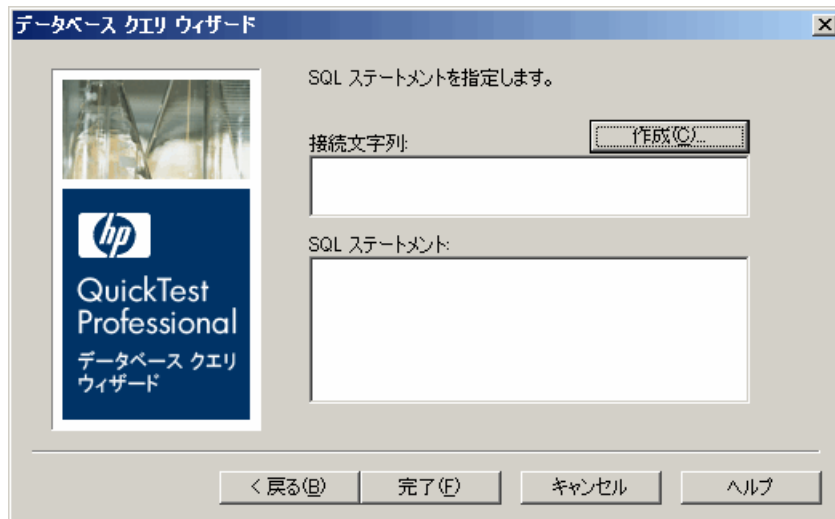 データベース クエリ ウィザード
SQL ステートメントを指定します。
接続文字列:
作成(C)...
SQL ステートメント:
hp
QuickTest
Professional
データベース クエリ
ウィザード
< 戻る(B)
完了(F)
キャンセル
ヘルプ